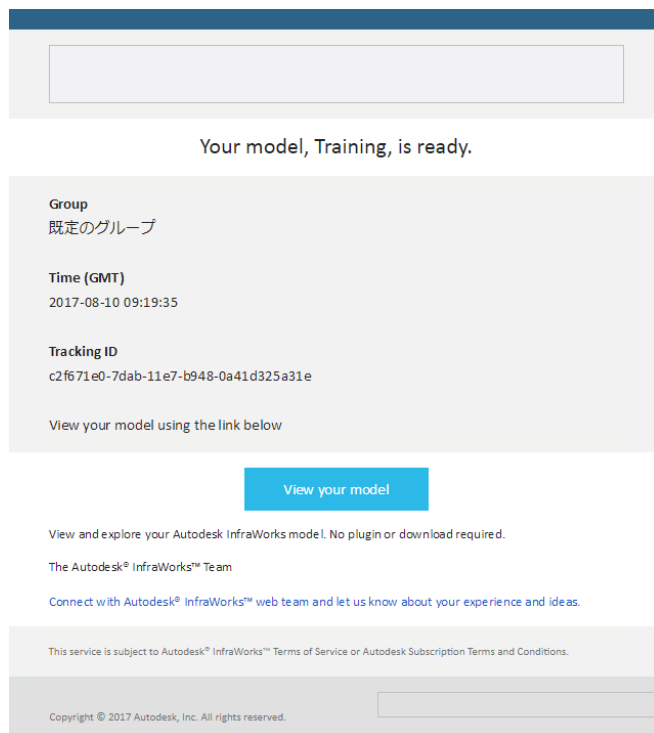 Your model, Training, is ready.
Group
既定のグループ
Time (GMT)
2017-08-10 09:19:35
Tracking ID
c2f671e0-7dab-11e7-b948-0a41d325a31e
View your model using the link below
View your model
View and explore your Autodesk InfraWorks model. No plugin or download required.
The Autodesk® InfraWorks™ Team
Connect with Autodesk® InfraWorks™ web team and let us know about your experience and ideas.
This service is subject to Autodesk® InfraWorks™ Terms of Service or Autodesk Subscription Terms and Conditions.
Copyright © 2017 Autodesk, Inc. All rights reserved.